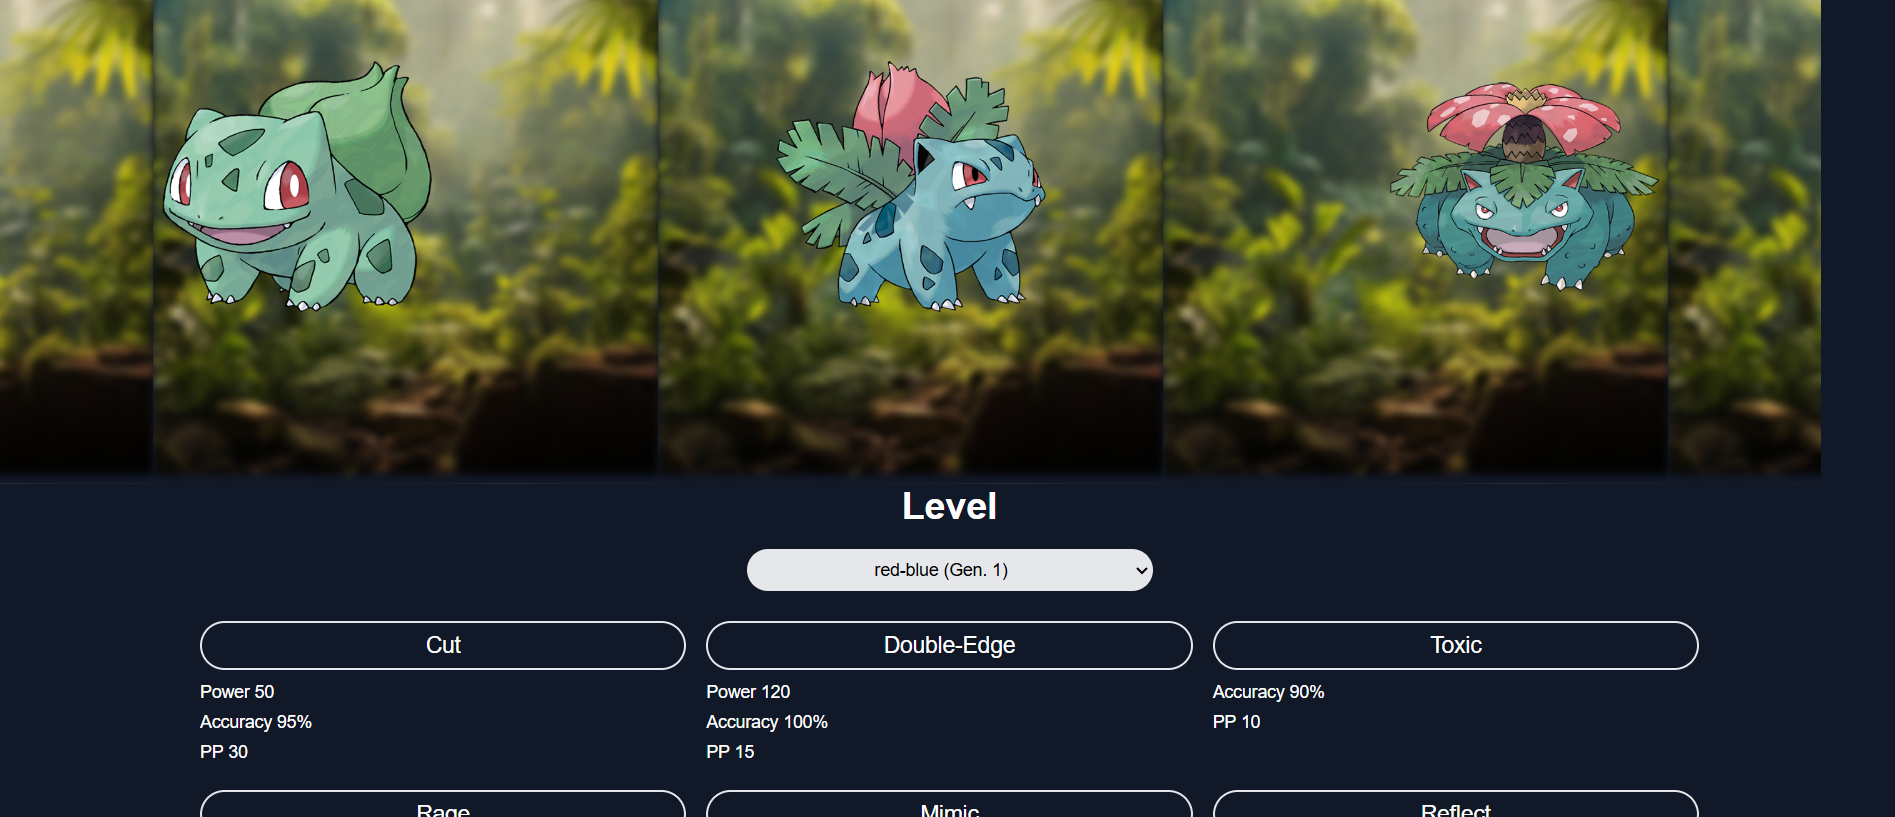 Level
red-blue (Gen. 1)
Cut
Double-Edge
Toxic
Power 50
Power 120
Accuracy 90%
Accuracy 95%
Accuracy 100%
PP 10
PP 30
PP 15
Rage
Mimic
Reflect